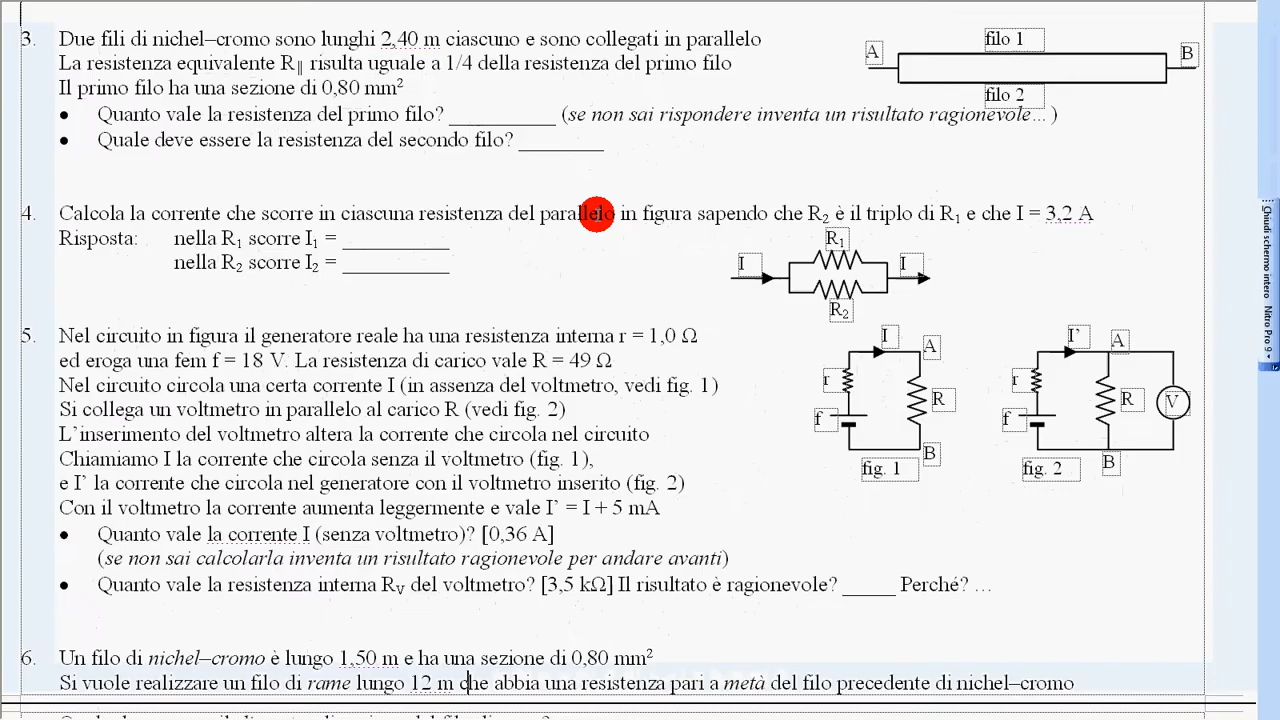 3. Due fili di nichel–cromo sono lunghi 2,40 m ciascuno e sono collegati in parallelo
La resistenza equivalente R∥ risulta uguale a 1/4 della resistenza del primo filo
Il primo filo ha una sezione di 0,80 mm²
• Quanto vale la resistenza del primo filo? __________ (se non sai rispondere inventa un risultato ragionevole… )
• Quale deve essere la resistenza del secondo filo? ________
filo 1
A
B
filo 2
4. Calcola la corrente che scorre in ciascuna resistenza del parallelo in figura sapendo che R₂ è il triplo di R₁ e che I = 3,2 A
Risposta: nella R₁ scorre I₁ = __________
nella R₂ scorre I₂ = __________
R₁
I
I
R₂
5. Nel circuito in figura il generatore reale ha una resistenza interna r = 1,0 Ω
ed eroga una fem f = 18 V. La resistenza di carico vale R = 49 Ω
Nel circuito circola una certa corrente I (in assenza del voltmetro, vedi fig. 1)
Si collega un voltmetro in parallelo al carico R (vedi fig. 2)
L’inserimento del voltmetro altera la corrente che circola nel circuito
Chiamiamo I la corrente che circola senza il voltmetro (fig. 1),
e I’ la corrente che circola nel generatore con il voltmetro inserito (fig. 2)
Con il voltmetro la corrente aumenta leggermente e vale I’ = I + 5 mA
• Quanto vale la corrente I (senza voltmetro)? [0,36 A]
(se non sai calcolarla inventa un risultato ragionevole per andare avanti)
• Quanto vale la resistenza interna Rᵥ del voltmetro? [3,5 kΩ] Il risultato è ragionevole? _____ Perché? …
I
A
r
R
f
B
fig. 1
I’
A
r
R
V
f
B
fig. 2
6. Un filo di nichel–cromo è lungo 1,50 m e ha una sezione di 0,80 mm²
Si vuole realizzare un filo di rame lungo 12 m che abbia una resistenza pari a metà del filo precedente di nichel–cromo
Chiudi schermo intero
Nitro Pro 9